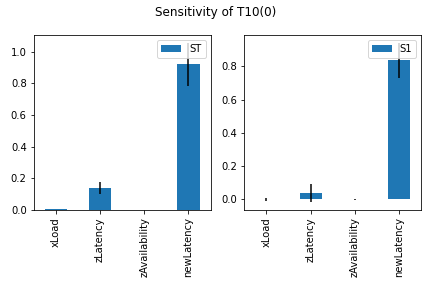 Sensitivity of T10(0)
ST
1.0
0.8
0.6
0.4
0.2
0.0
xLoad
zLatency
zAvailability
newLatency
S1
0.8
0.6
0.4
0.2
0.0
xLoad
zLatency
zAvailability
newLatency